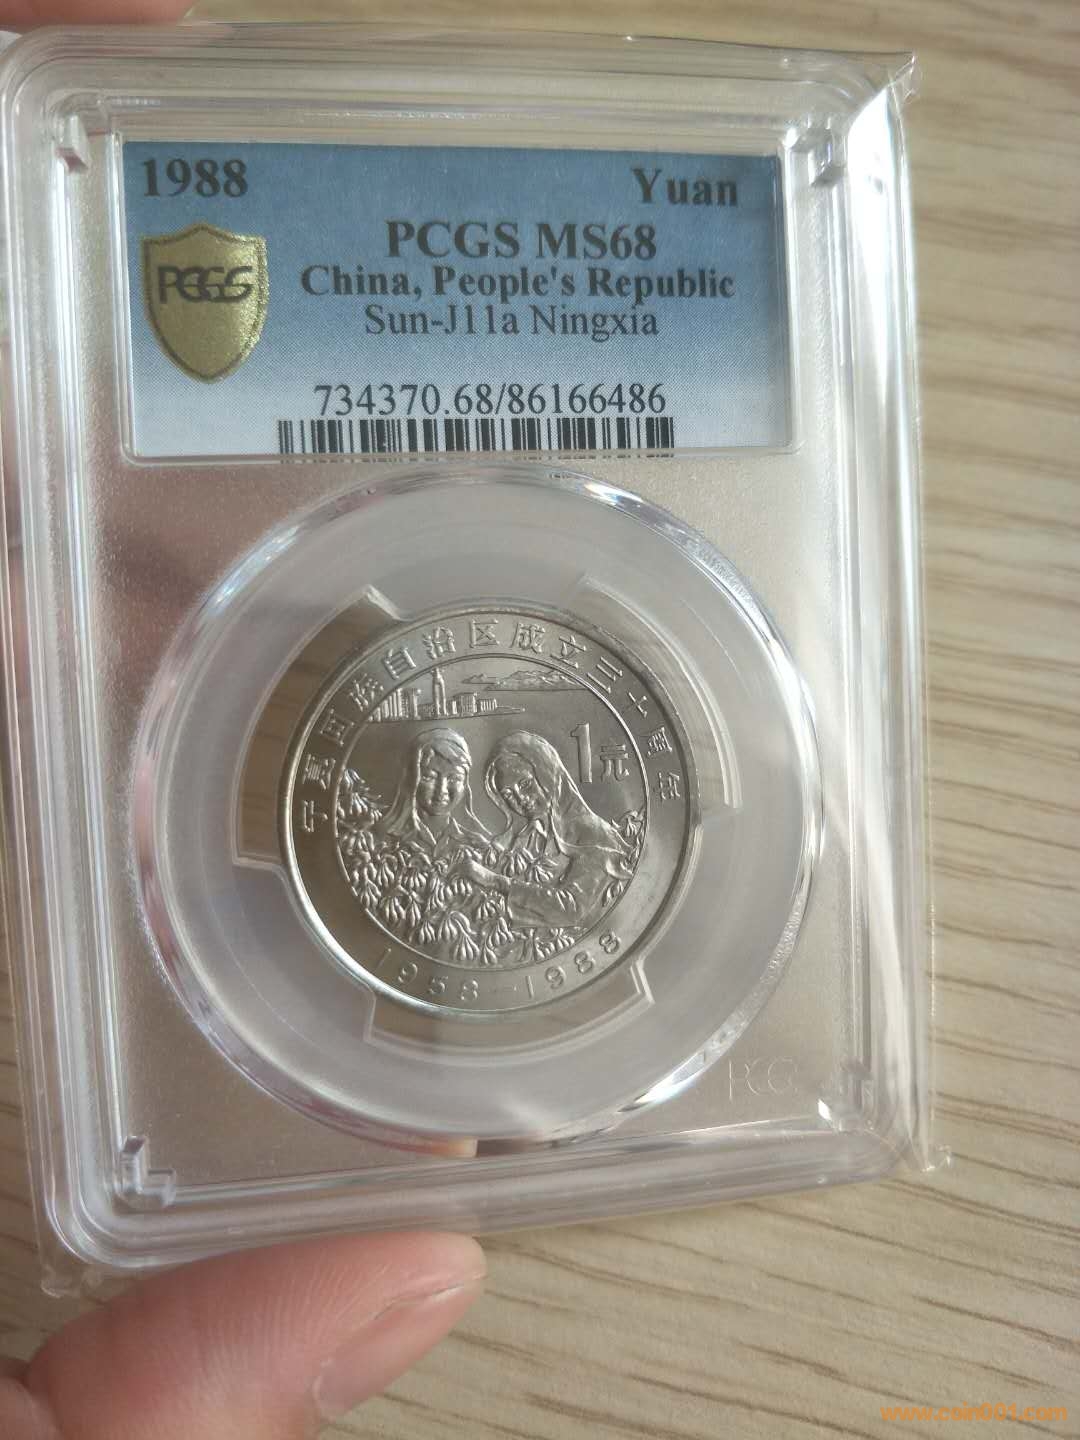 1988
Yuan
PCGS
PCGS MS68
China, People's Republic
Sun-J11a Ningxia
734370.68/86166486
宁夏回族自治区成立三十周年
1元
1958-1988
PCG
www.coin001.com